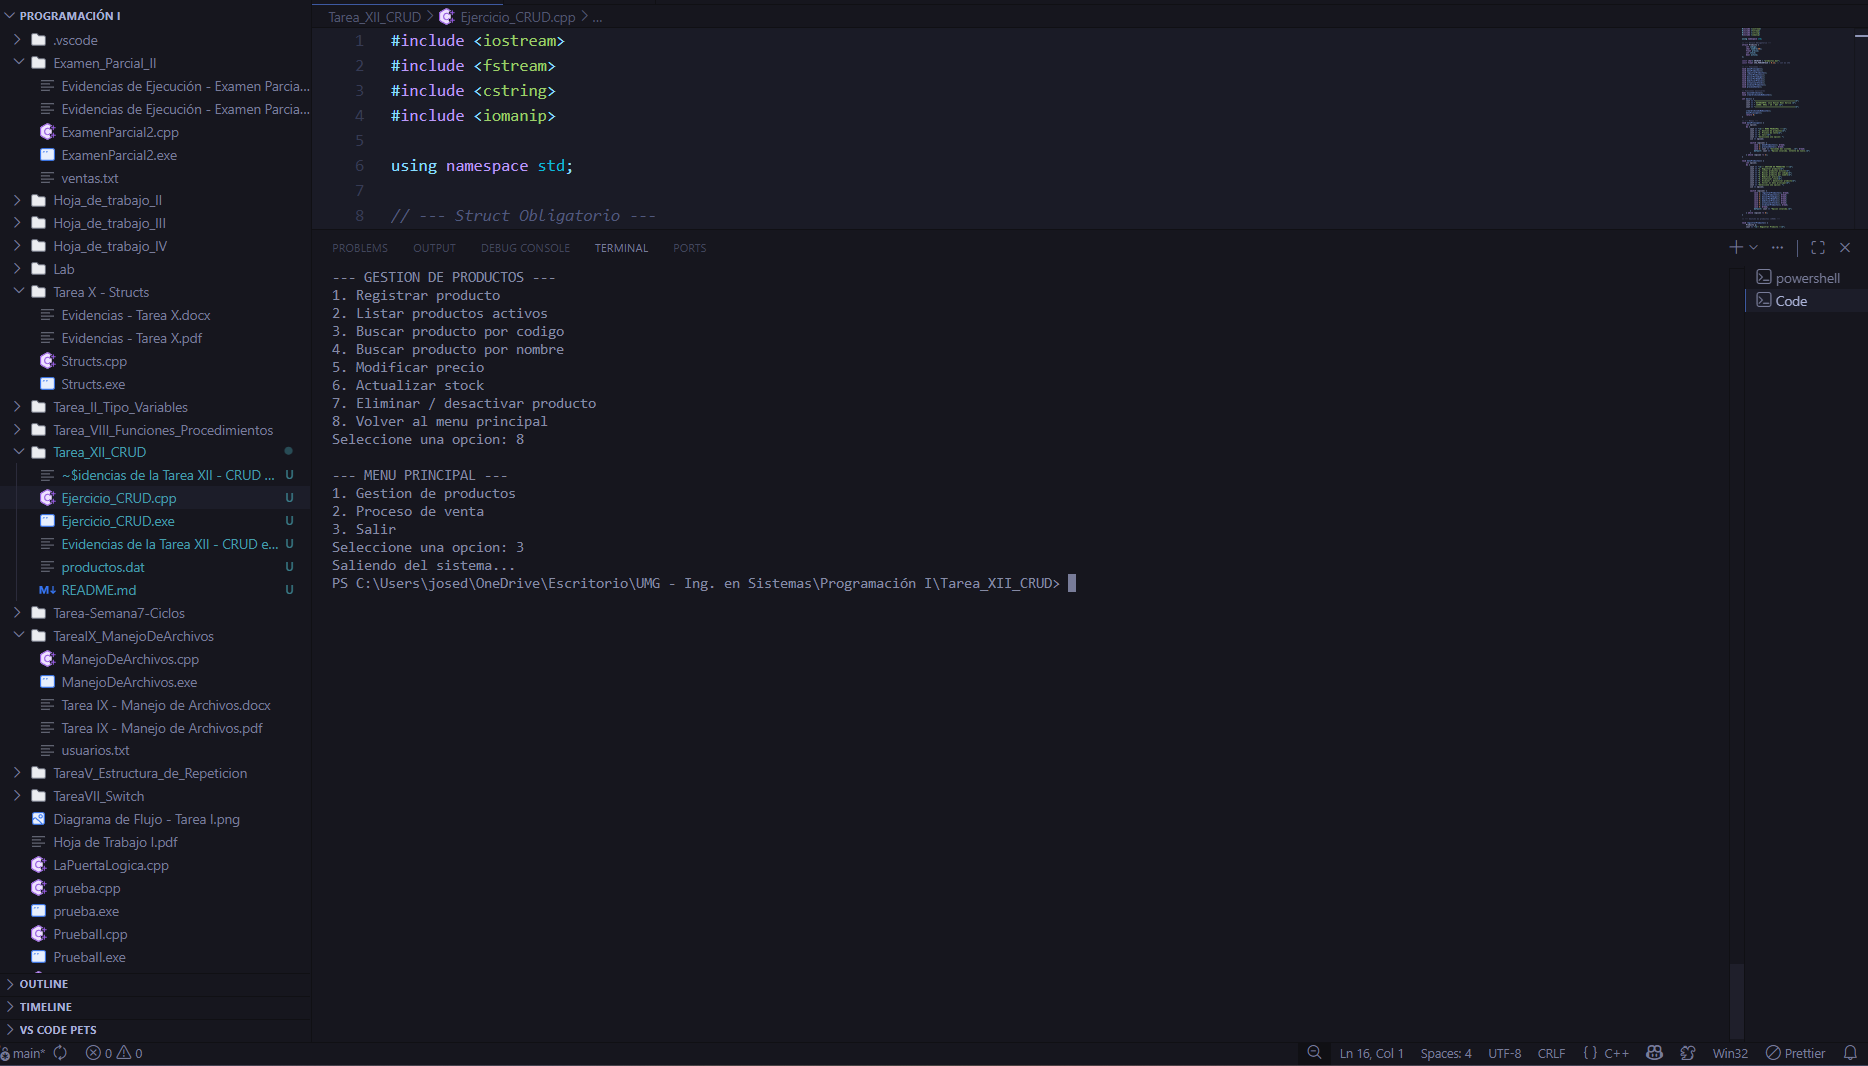 PROGRAMACIÓN I
.vscode
Examen_Parcial_II
Evidencias de Ejecución - Examen Parcia...
Evidencias de Ejecución - Examen Parcia...
ExamenParcial2.cpp
ExamenParcial2.exe
ventas.txt
Hoja_de_trabajo_II
Hoja_de_trabajo_III
Hoja_de_trabajo_IV
Lab
Tarea X - Structs
Evidencias - Tarea X.docx
Evidencias - Tarea X.pdf
Structs.cpp
Structs.exe
Tarea_II_Tipo_Variables
Tarea_VIII_Funciones_Procedimientos
Tarea_XII_CRUD
~$idencias de la Tarea XII - CRUD ... U
Ejercicio_CRUD.cpp U
Ejercicio_CRUD.exe U
Evidencias de la Tarea XII - CRUD e... U
productos.dat U
README.md U
Tarea-Semana7-Ciclos
TareaIX_ManejoDeArchivos
ManejoDeArchivos.cpp
ManejoDeArchivos.exe
Tarea IX - Manejo de Archivos.docx
Tarea IX - Manejo de Archivos.pdf
usuarios.txt
TareaV_Estructura_de_Repeticion
TareaVII_Switch
Diagrama de Flujo - Tarea I.png
Hoja de Trabajo I.pdf
LaPuertaLogica.cpp
prueba.cpp
prueba.exe
PruebaII.cpp
PruebaII.exe
OUTLINE
TIMELINE
VS CODE PETS
Tarea_XII_CRUD > Ejercicio_CRUD.cpp > ...
1 #include <iostream>
2 #include <fstream>
3 #include <cstring>
4 #include <iomanip>
5
6 using namespace std;
7
8 // --- Struct Obligatorio ---
PROBLEMS OUTPUT DEBUG CONSOLE TERMINAL PORTS
--- GESTION DE PRODUCTOS ---
1. Registrar producto
2. Listar productos activos
3. Buscar producto por codigo
4. Buscar producto por nombre
5. Modificar precio
6. Actualizar stock
7. Eliminar / desactivar producto
8. Volver al menu principal
Seleccione una opcion: 8
--- MENU PRINCIPAL ---
1. Gestion de productos
2. Proceso de venta
3. Salir
Seleccione una opcion: 3
Saliendo del sistema...
PS C:\Users\josed\OneDrive\Escritorio\UMG - Ing. en Sistemas\Programación I\Tarea_XII_CRUD>
powershell
Code
main* 0 0
Ln 16, Col 1 Spaces: 4 UTF-8 CRLF { } C++ Win32 Prettier